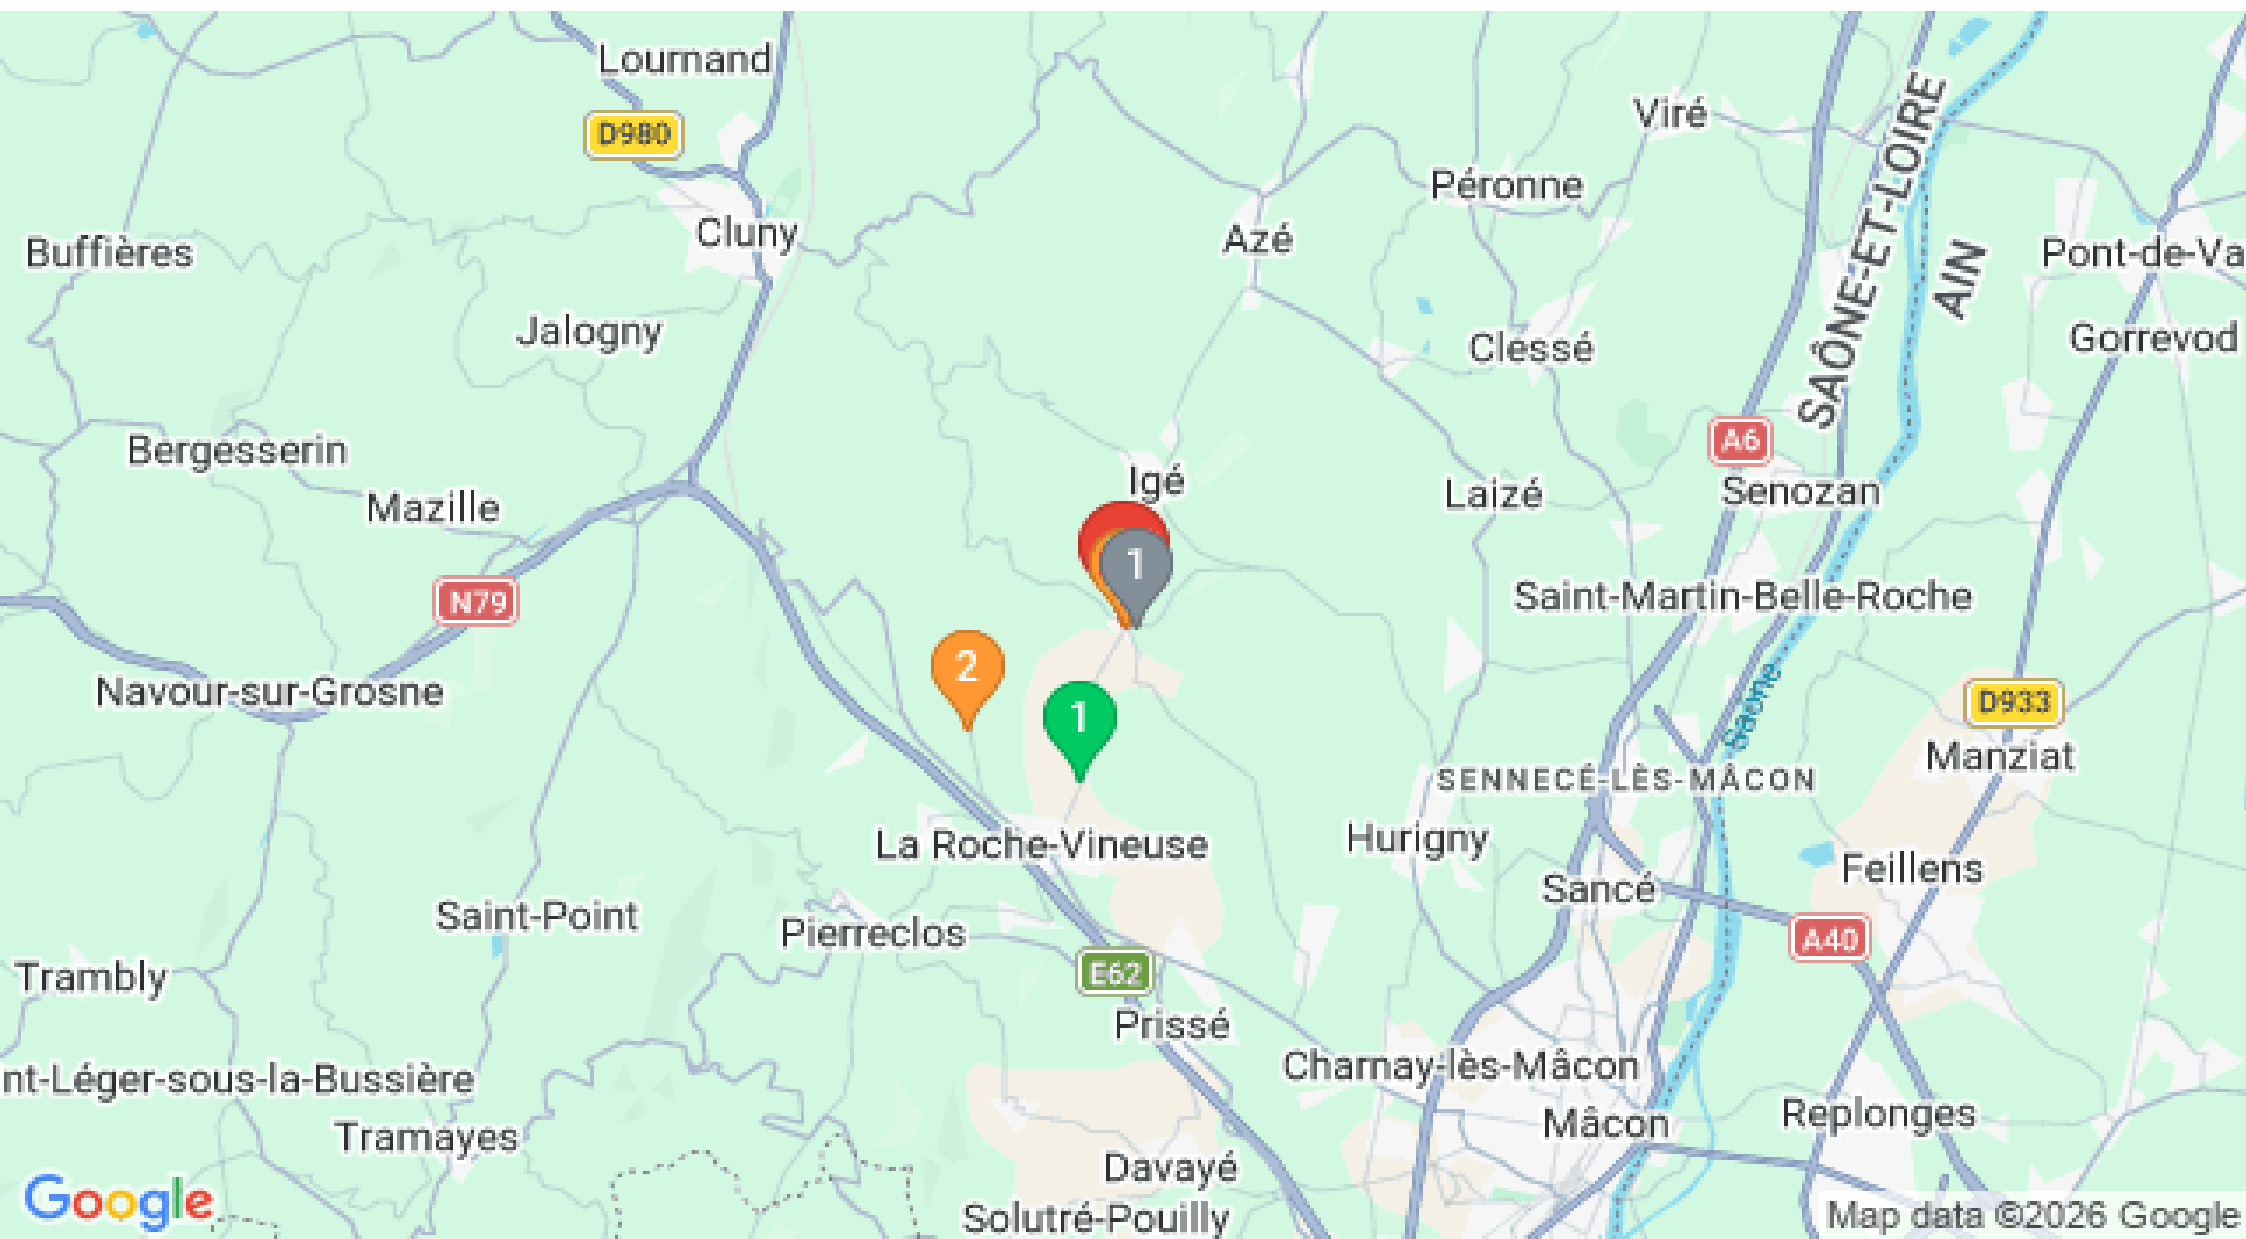 Lournand
D980
Viré
Péronne
SAÔNE-ET-LOIRE
Cluny
Azé
Buffières
AIN
Pont-de-Va
Jalogny
Clessé
Gorrevod
A6
Bergesserin
Igé
Senozan
Mazille
Laizé
1
N79
Saint-Martin-Belle-Roche
2
Navour-sur-Grosne
Saône
D933
1
Manziat
SENNECÉ-LÈS-MÂCON
La Roche-Vineuse
Hurigny
Feillens
Sancé
Saint-Point
Pierreclos
A40
Trambly
E62
Prissé
Charnay-lès-Mâcon
nt-Léger-sous-la-Bussière
Mâcon
Replonges
Tramayes
Davayé
Google
Solutré-Pouilly
Map data ©2026 Google